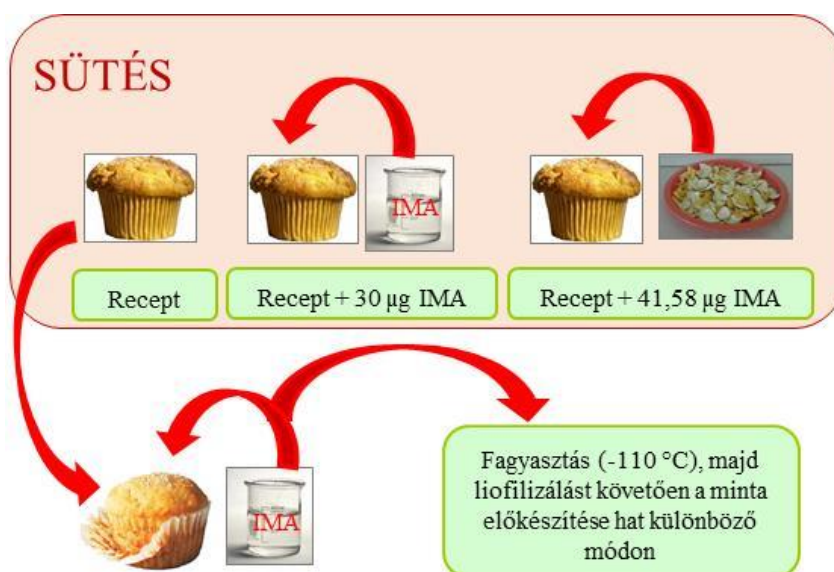 SÜTÉS
IMA
Recept
Recept + 30 µg IMA
Recept + 41,58 µg IMA
IMA
Fagyasztás (-110 °C), majd
liofilizálást követően a minta
előkészítése hat különböző
módon